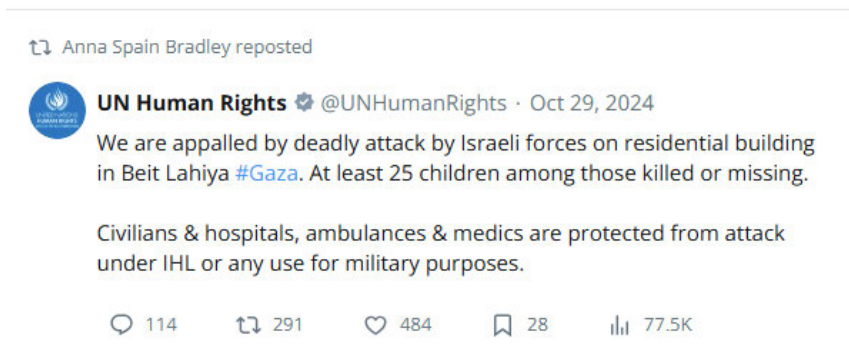 Anna Spain Bradley reposted
UN Human Rights @UNHumanRights · Oct 29, 2024
We are appalled by deadly attack by Israeli forces on residential building
in Beit Lahiya #Gaza. At least 25 children among those killed or missing.
Civilians & hospitals, ambulances & medics are protected from attack
under IHL or any use for military purposes.
114 291 484 28 77.5K